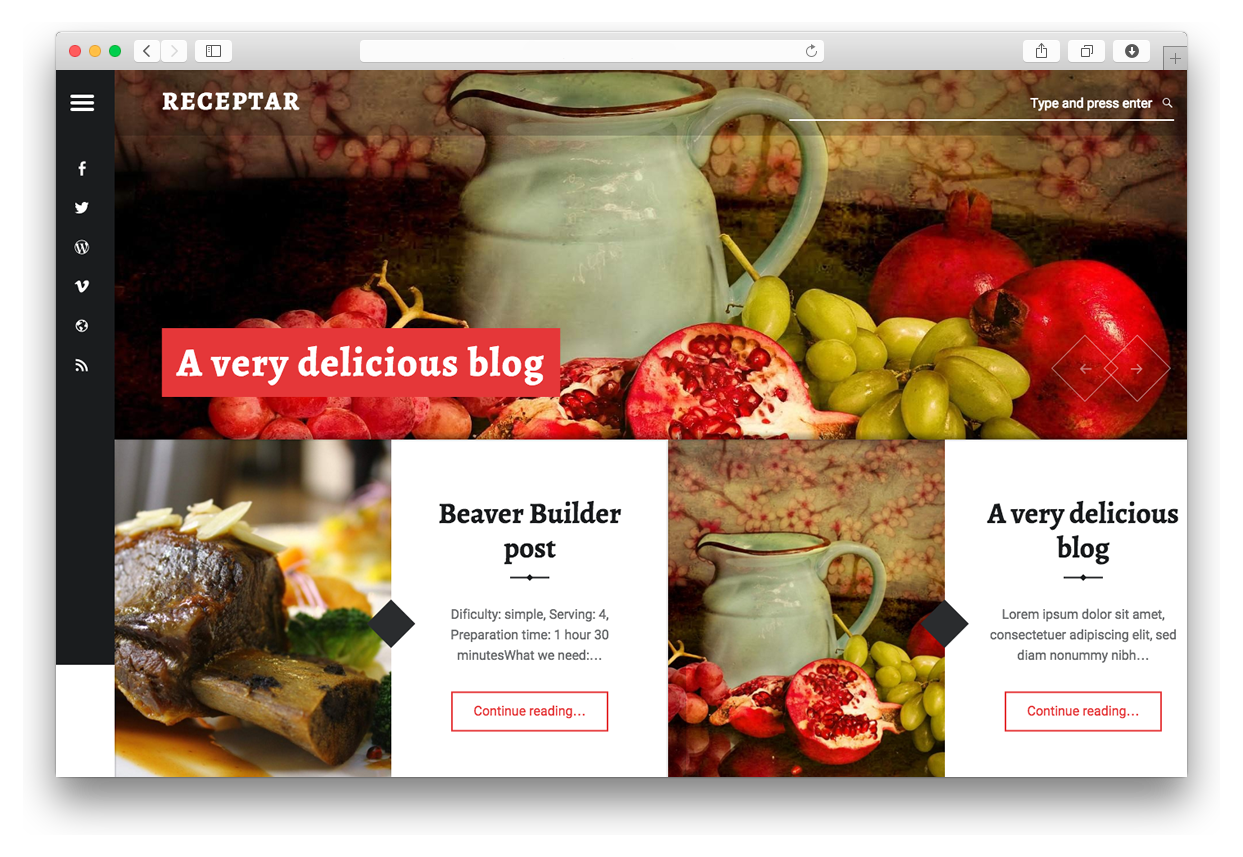 RECEPTAR
Type and press enter
A very delicious blog
Beaver Builder
post
Dificulty: simple, Serving: 4,
Preparation time: 1 hour 30
minutesWhat we need:…
Continue reading…
A very delicious
blog
Lorem ipsum dolor sit amet,
consectetuer adipiscing elit, sed
diam nonummy nibh…
Continue reading…